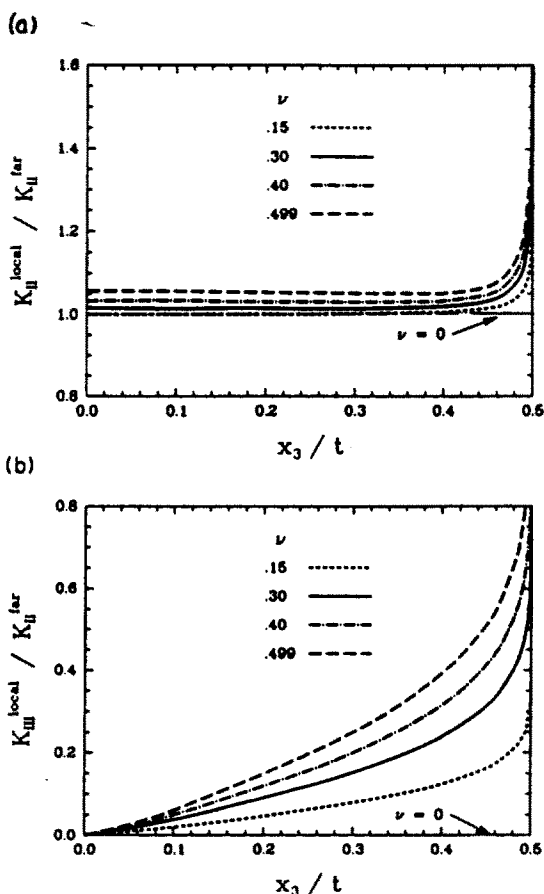 (a)
1.6
1.4
1.2
1.0
0.8
K_II^local / K_II^far
ν
.15
.30
.40
.499
ν = 0
0.0 0.1 0.2 0.3 0.4 0.5
x_3 / t
(b)
0.8
0.6
0.4
0.2
0.0
K_III^local / K_II^far
ν
.15
.30
.40
.499
ν = 0
0.0 0.1 0.2 0.3 0.4 0.5
x_3 / t